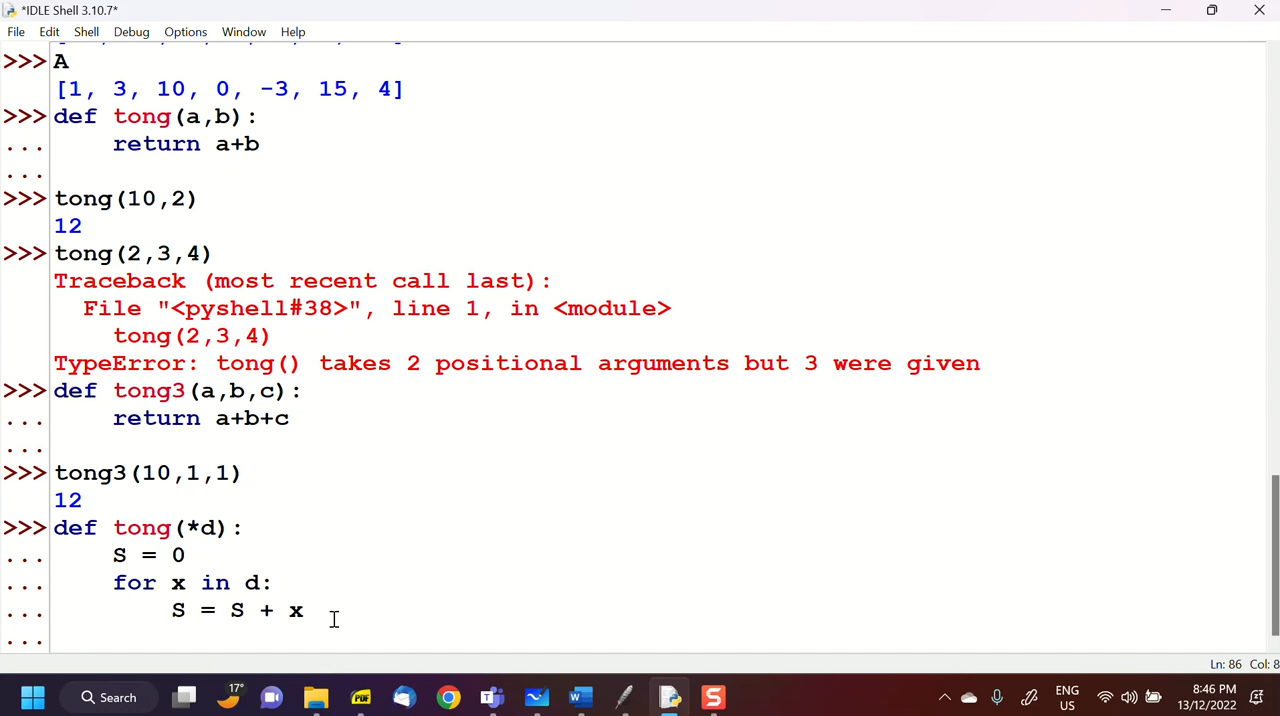 *IDLE Shell 3.10.7*
File Edit Shell Debug Options Window Help
>>> A
[1, 3, 10, 0, -3, 15, 4]
>>> def tong(a,b):
... return a+b
...
>>> tong(10,2)
12
>>> tong(2,3,4)
Traceback (most recent call last):
File "<pyshell#38>", line 1, in <module>
tong(2,3,4)
TypeError: tong() takes 2 positional arguments but 3 were given
>>> def tong3(a,b,c):
... return a+b+c
...
>>> tong3(10,1,1)
12
>>> def tong(*d):
... S = 0
... for x in d:
... S = S + x
...
Ln: 86 Col: 8
Search
17°
PDF
ENG
US
8:46 PM
13/12/2022